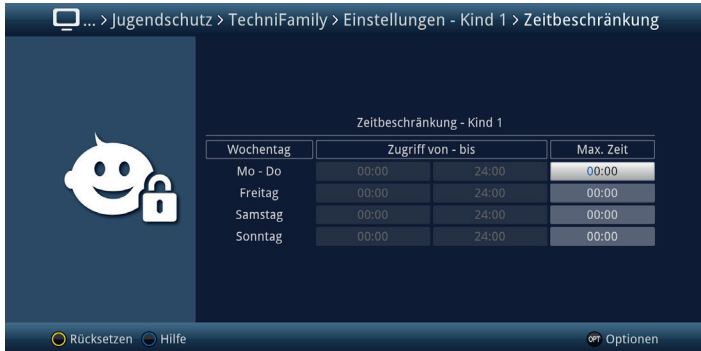 ... > Jugendschutz > TechniFamily > Einstellungen - Kind 1 > Zeitbeschränkung
Zeitbeschränkung - Kind 1
Wochentag Zugriff von - bis Max. Zeit
Mo - Do 00:00 24:00 00:00
Freitag 00:00 24:00 00:00
Samstag 00:00 24:00 00:00
Sonntag 00:00 24:00 00:00
Rücksetzen Hilfe OPT Optionen